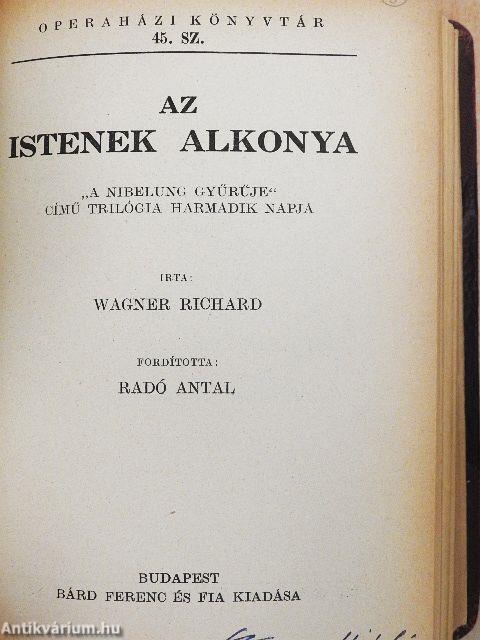 OPERAHÁZI KÖNYVTÁR
45. SZ.
AZ
ISTENEK ALKONYA
„A NIBELUNG GYŰRŰJE“
CÍMŰ TRILÓGIA HARMADIK NAPJA
IRTA:
WAGNER RICHARD
FORDÍTOTTA:
RADÓ ANTAL
BUDAPEST
BÁRD FERENC ÉS FIA KIADÁSA
Antikvárium.hu